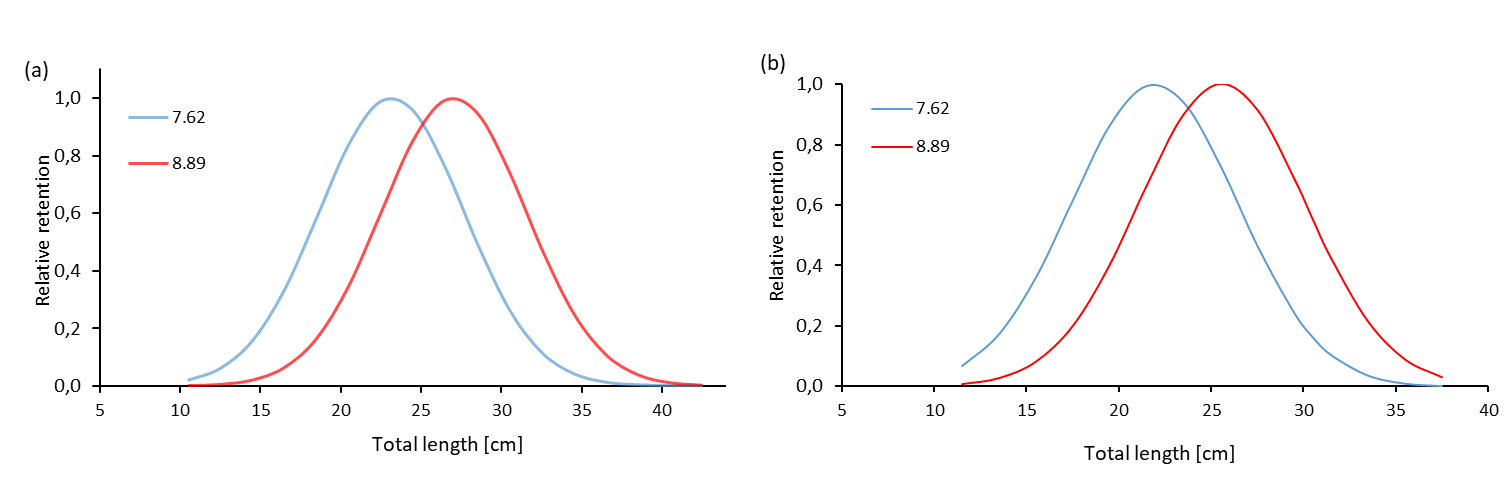 (a)
Relative retention
1,0
0,8
0,6
0,4
0,2
0,0
7.62
8.89
5 10 15 20 25 30 35 40
Total length [cm]
(b)
Relative retention
1,0
0,8
0,6
0,4
0,2
0,0
7.62
8.89
5 10 15 20 25 30 35 40
Total length [cm]